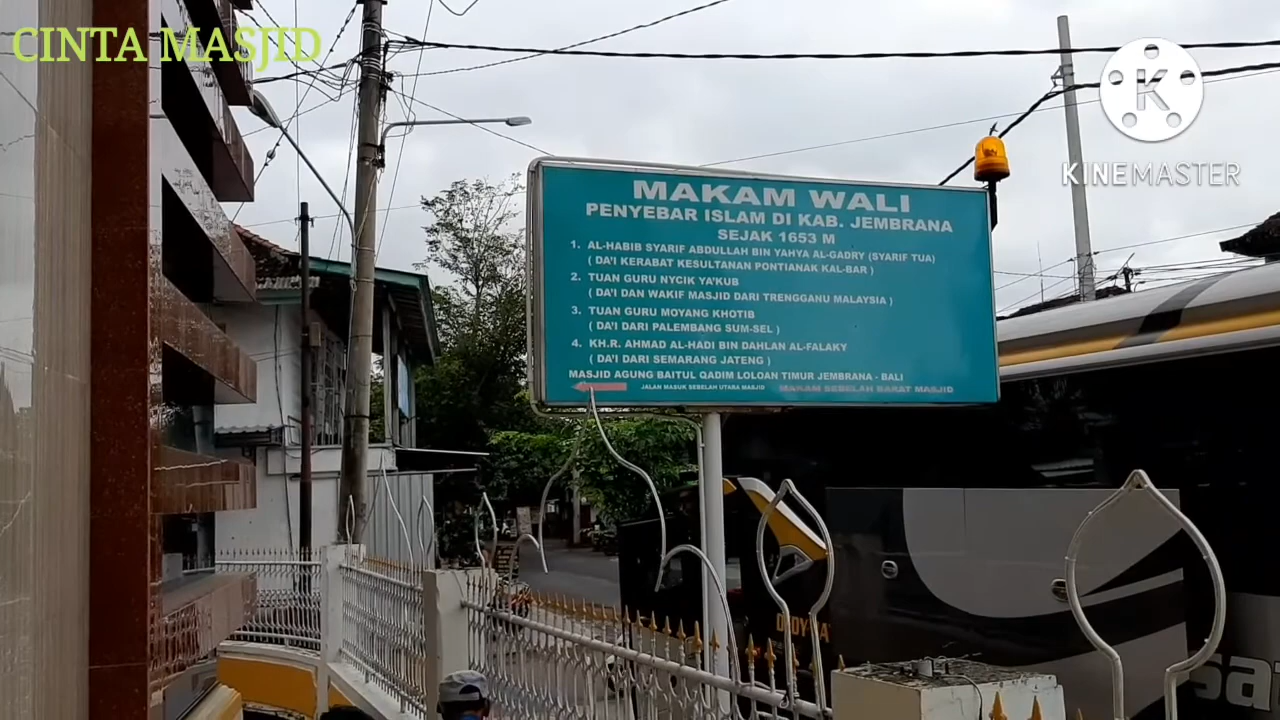 CINTA MASJID
K
KINEMASTER
MAKAM WALI
PENYEBAR ISLAM DI KAB. JEMBRANA
SEJAK 1653 M
1. AL-HABIB SYARIF ABDULLAH BIN YAHYA AL-GADRY (SYARIF TUA)
( DA'I KERABAT KESULTANAN PONTIANAK KAL-BAR )
2. TUAN GURU NYCIK YA'KUB
( DA'I DAN WAKIF MASJID DARI TRENGGANU MALAYSIA )
3. TUAN GURU MOYANG KHOTIB
( DA'I DARI PALEMBANG SUM-SEL )
4. KH.R. AHMAD AL-HADI BIN DAHLAN AL-FALAKY
( DA'I DARI SEMARANG JATENG )
MASJID AGUNG BAITUL QADIM LOLOAN TIMUR JEMBRANA - BALI
JALAN MASUK SEBELAH UTARA MASJID MAKAM SEBELAH BARAT MASJID